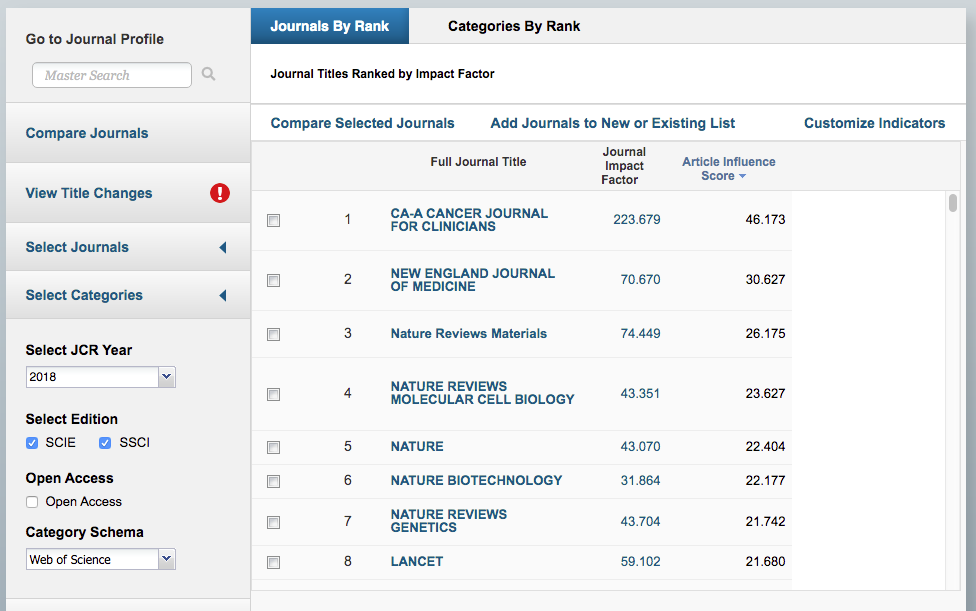 Go to Journal Profile
Master Search
Compare Journals
View Title Changes
Select Journals
Select Categories
Select JCR Year
2018
Select Edition
SCIE SSCI
Open Access
Open Access
Category Schema
Web of Science
Journals By Rank Categories By Rank
Journal Titles Ranked by Impact Factor
Compare Selected Journals Add Journals to New or Existing List Customize Indicators
Full Journal Title
Journal
Impact
Factor
Article Influence
Score
1 CA-A CANCER JOURNAL
FOR CLINICIANS 223.679 46.173
2 NEW ENGLAND JOURNAL
OF MEDICINE 70.670 30.627
3 Nature Reviews Materials 74.449 26.175
4 NATURE REVIEWS
MOLECULAR CELL BIOLOGY 43.351 23.627
5 NATURE 43.070 22.404
6 NATURE BIOTECHNOLOGY 31.864 22.177
7 NATURE REVIEWS
GENETICS 43.704 21.742
8 LANCET 59.102 21.680